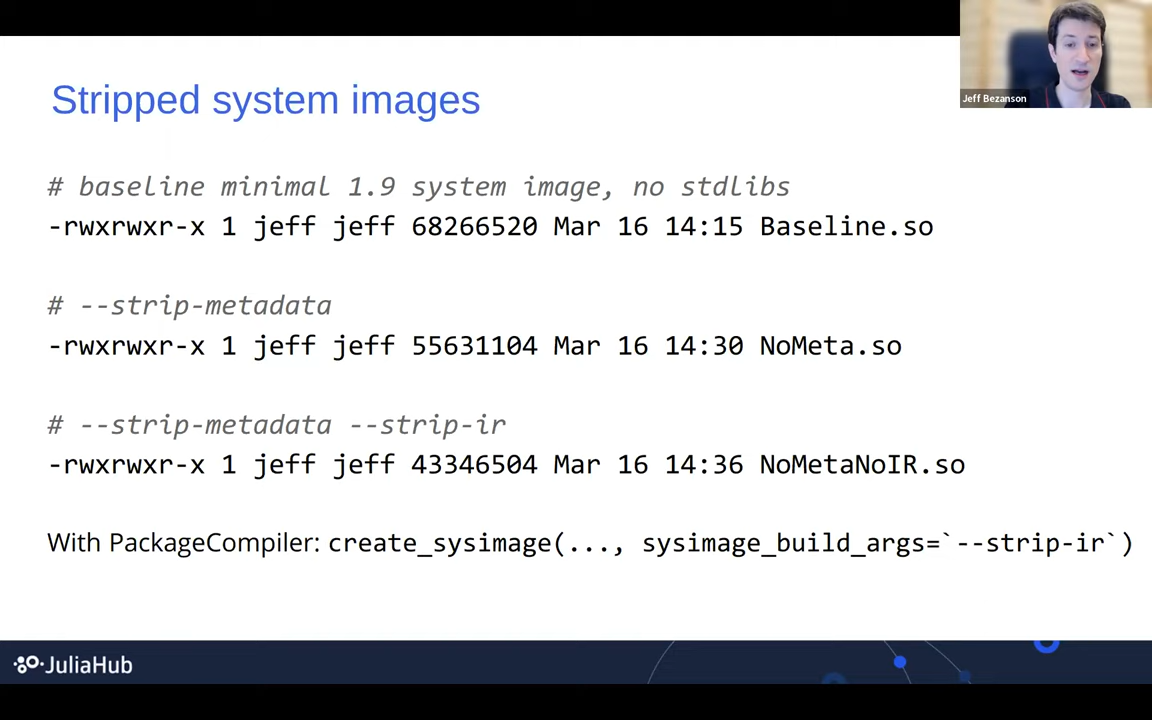 Jeff Bezanson
Stripped system images
# baseline minimal 1.9 system image, no stdlibs
-rwxrwxr-x 1 jeff jeff 68266520 Mar 16 14:15 Baseline.so
# --strip-metadata
-rwxrwxr-x 1 jeff jeff 55631104 Mar 16 14:30 NoMeta.so
# --strip-metadata --strip-ir
-rwxrwxr-x 1 jeff jeff 43346504 Mar 16 14:36 NoMetaNoIR.so
With PackageCompiler: create_sysimage(..., sysimage_build_args=`--strip-ir`)
JuliaHub